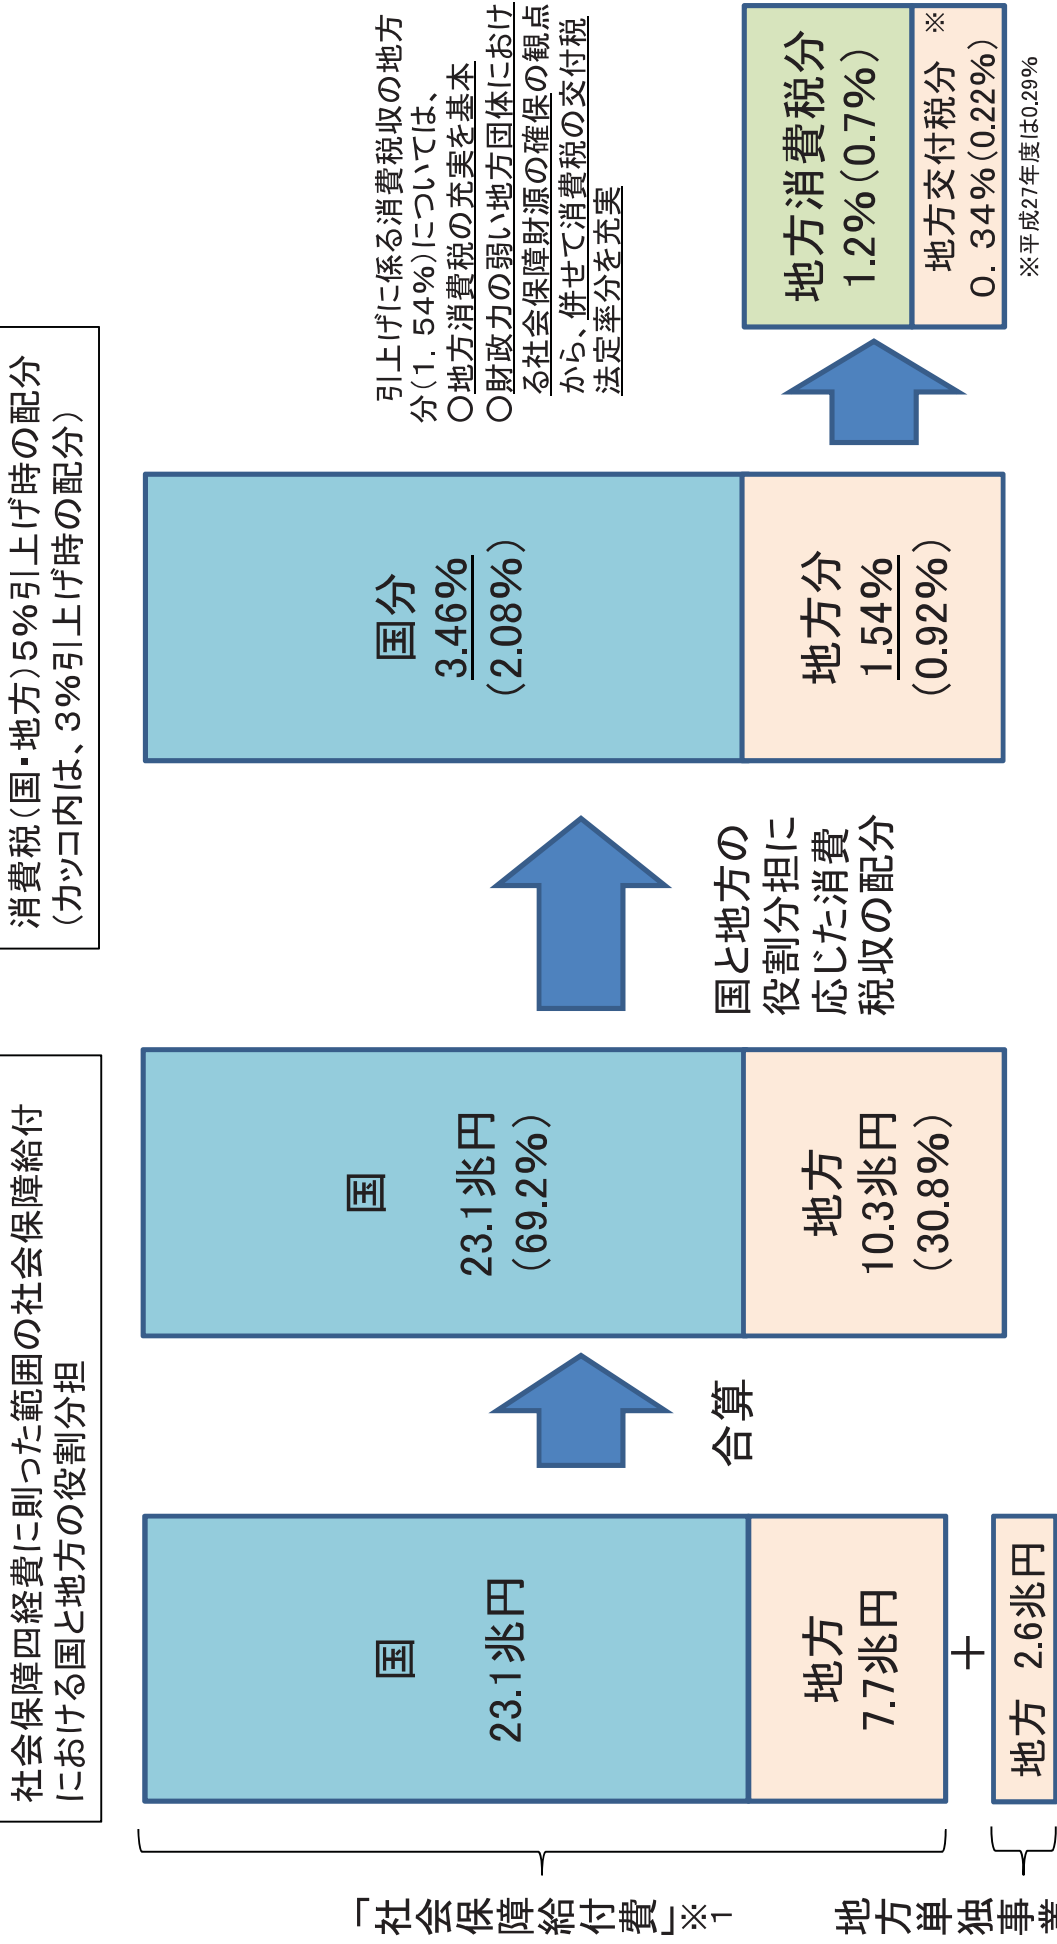 社会保障四経費に則った範囲の社会保障給付
における国と地方の役割分担
消費税(国・地方)5%引上げ時の配分
(カッコ内は、3%引上げ時の配分)
「社会保障給付費」※1
国
23.1兆円
地方
7.7兆円
+
地方単独事業
地方 2.6兆円
合算
国
23.1兆円
(69.2%)
地方
10.3兆円
(30.8%)
国と地方の
役割分担に
応じた消費
税収の配分
国分
3.46%
(2.08%)
地方分
1.54%
(0.92%)
引上げに係る消費税収の地方
分(1.54%)については、
○地方消費税の充実を基本
○財政力の弱い地方団体におけ
る社会保障財源の確保の観点
から、併せて消費税の交付税
法定率分を充実
地方消費税分
1.2%(0.7%)
地方交付税分 ※
0.34%(0.22%)
※平成27年度は0.29%